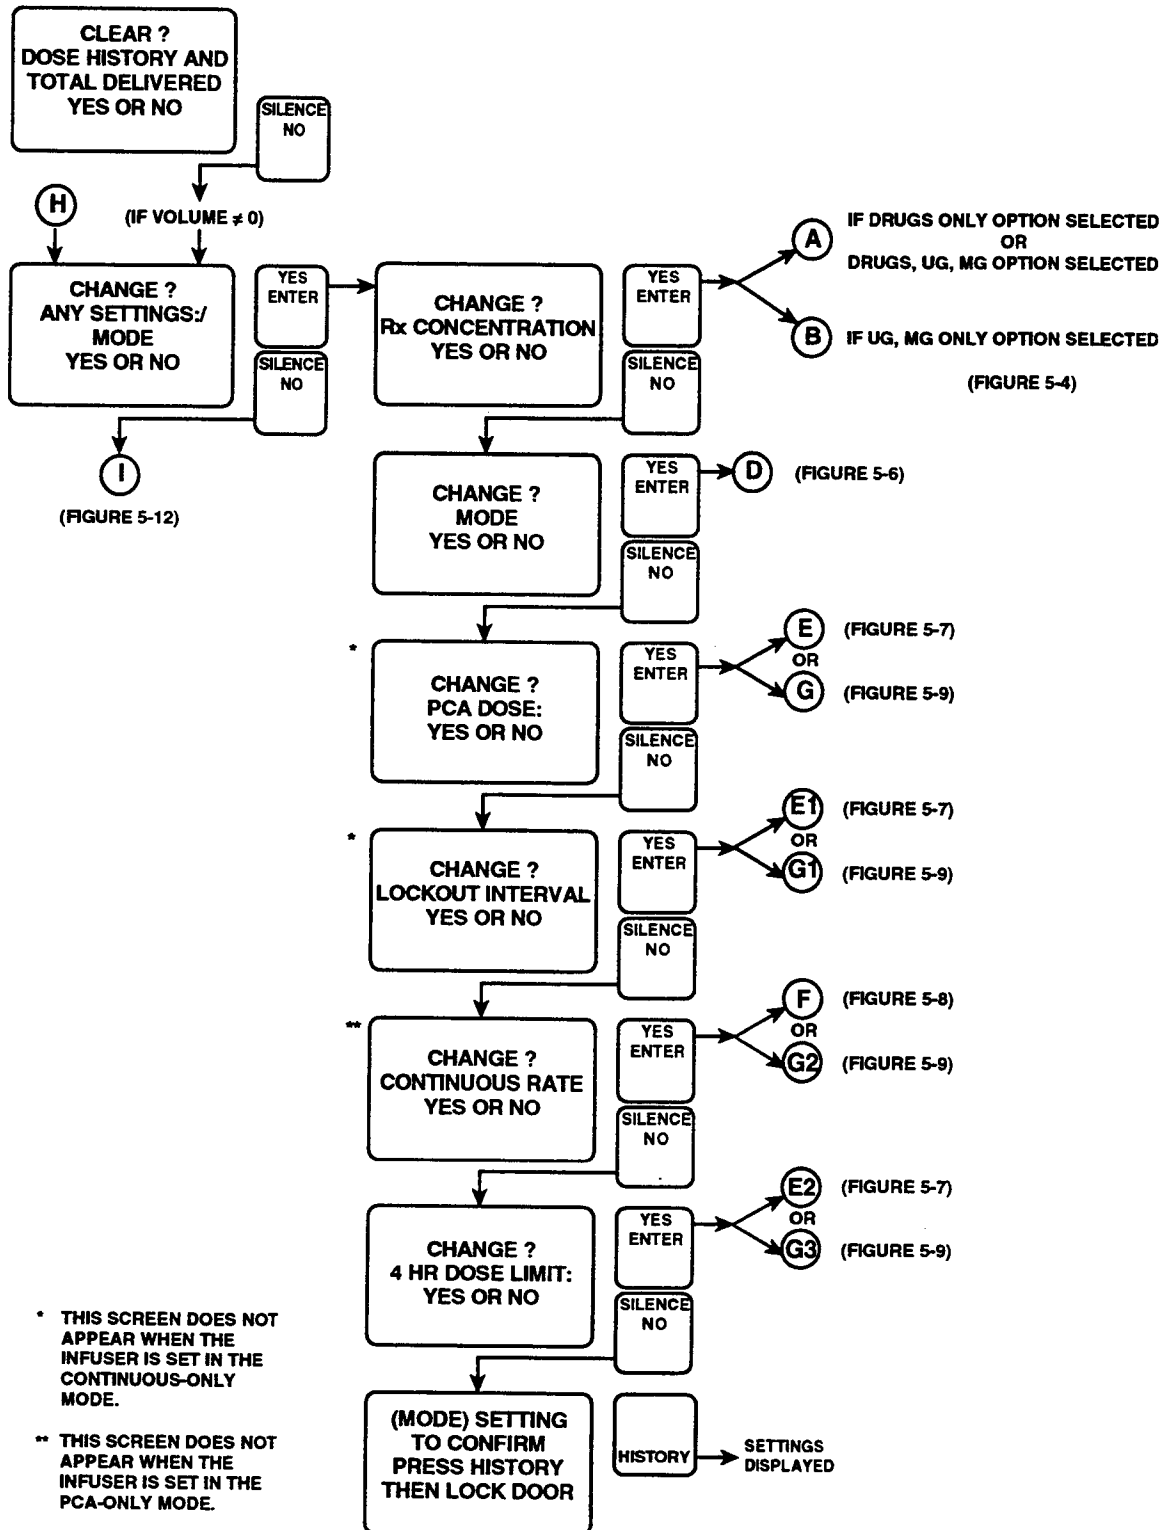 CLEAR ?
DOSE HISTORY AND
TOTAL DELIVERED
YES OR NO
SILENCE
NO
H
(IF VOLUME ≠ 0)
CHANGE ?
ANY SETTINGS:/
MODE
YES OR NO
YES
ENTER
SILENCE
NO
I
(FIGURE 5-12)
CHANGE ?
Rx CONCENTRATION
YES OR NO
YES
ENTER
SILENCE
NO
A
IF DRUGS ONLY OPTION SELECTED
OR
DRUGS, UG, MG OPTION SELECTED
B
IF UG, MG ONLY OPTION SELECTED
(FIGURE 5-4)
CHANGE ?
MODE
YES OR NO
YES
ENTER
SILENCE
NO
D
(FIGURE 5-6)
*
CHANGE ?
PCA DOSE:
YES OR NO
YES
ENTER
SILENCE
NO
E
(FIGURE 5-7)
OR
G
(FIGURE 5-9)
*
CHANGE ?
LOCKOUT INTERVAL
YES OR NO
YES
ENTER
SILENCE
NO
E1
(FIGURE 5-7)
OR
G1
(FIGURE 5-9)
**
CHANGE ?
CONTINUOUS RATE
YES OR NO
YES
ENTER
SILENCE
NO
F
(FIGURE 5-8)
OR
G2
(FIGURE 5-9)
CHANGE ?
4 HR DOSE LIMIT:
YES OR NO
YES
ENTER
SILENCE
NO
E2
(FIGURE 5-7)
OR
G3
(FIGURE 5-9)
(MODE) SETTING
TO CONFIRM
PRESS HISTORY
THEN LOCK DOOR
HISTORY
SETTINGS
DISPLAYED
* THIS SCREEN DOES NOT
APPEAR WHEN THE
INFUSER IS SET IN THE
CONTINUOUS-ONLY
MODE.
** THIS SCREEN DOES NOT
APPEAR WHEN THE
INFUSER IS SET IN THE
PCA-ONLY MODE.